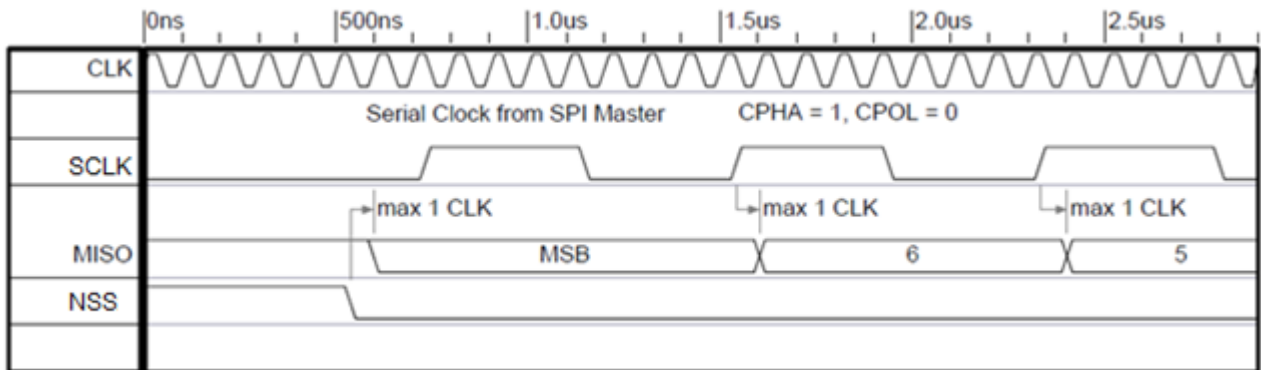 0ns 500ns 1.0us 1.5us 2.0us 2.5us
CLK
Serial Clock from SPI Master CPHA = 1, CPOL = 0
SCLK
max 1 CLK max 1 CLK max 1 CLK
MISO MSB 6 5
NSS